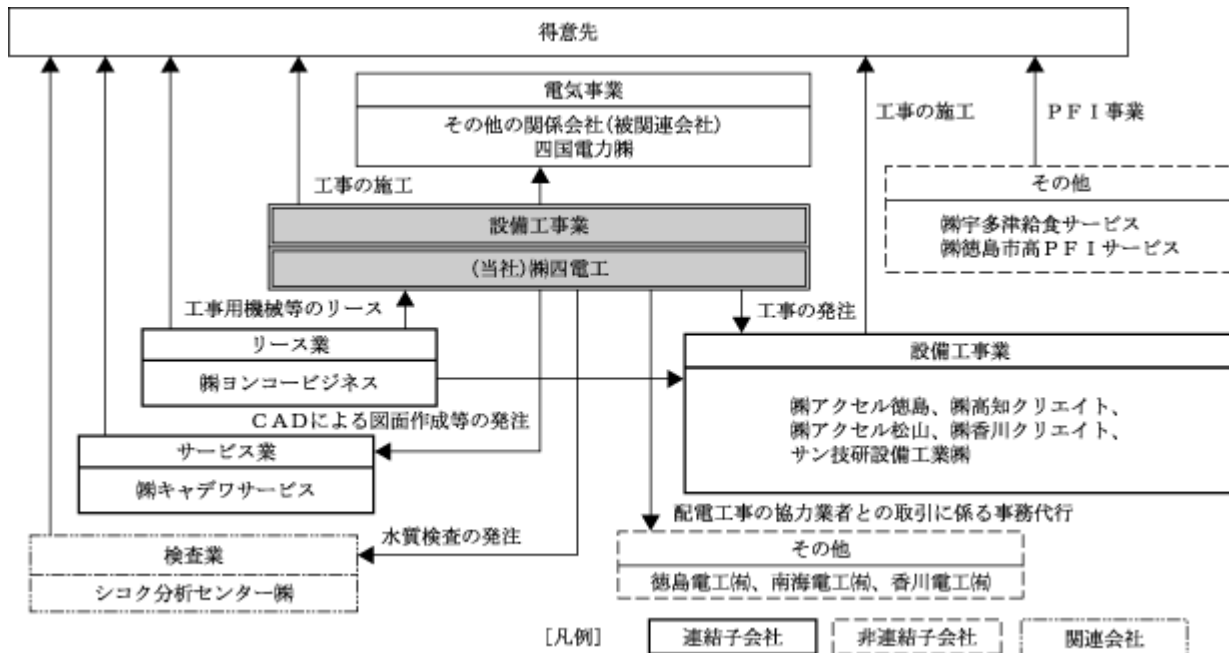 得意先
電気事業
その他の関係会社(被関連会社)
四国電力㈱
工事の施工
ＰＦＩ事業
その他
㈱宇多津給食サービス
㈱徳島市高ＰＦＩサービス
工事の施工
設備工事業
(当社)㈱四電工
工事用機械等のリース
工事の発注
リース業
㈱ヨンコービジネス
設備工事業
㈱アクセル徳島、㈱高知クリエイト、
㈱アクセル松山、㈱香川クリエイト、
サン技研設備工業㈱
ＣＡＤによる図面作成等の発注
サービス業
㈱キャデワサービス
配電工事の協力業者との取引に係る事務代行
水質検査の発注
その他
徳島電工㈲、南海電工㈲、香川電工㈲
検査業
シコク分析センター㈱
[凡例]
連結子会社
非連結子会社
関連会社